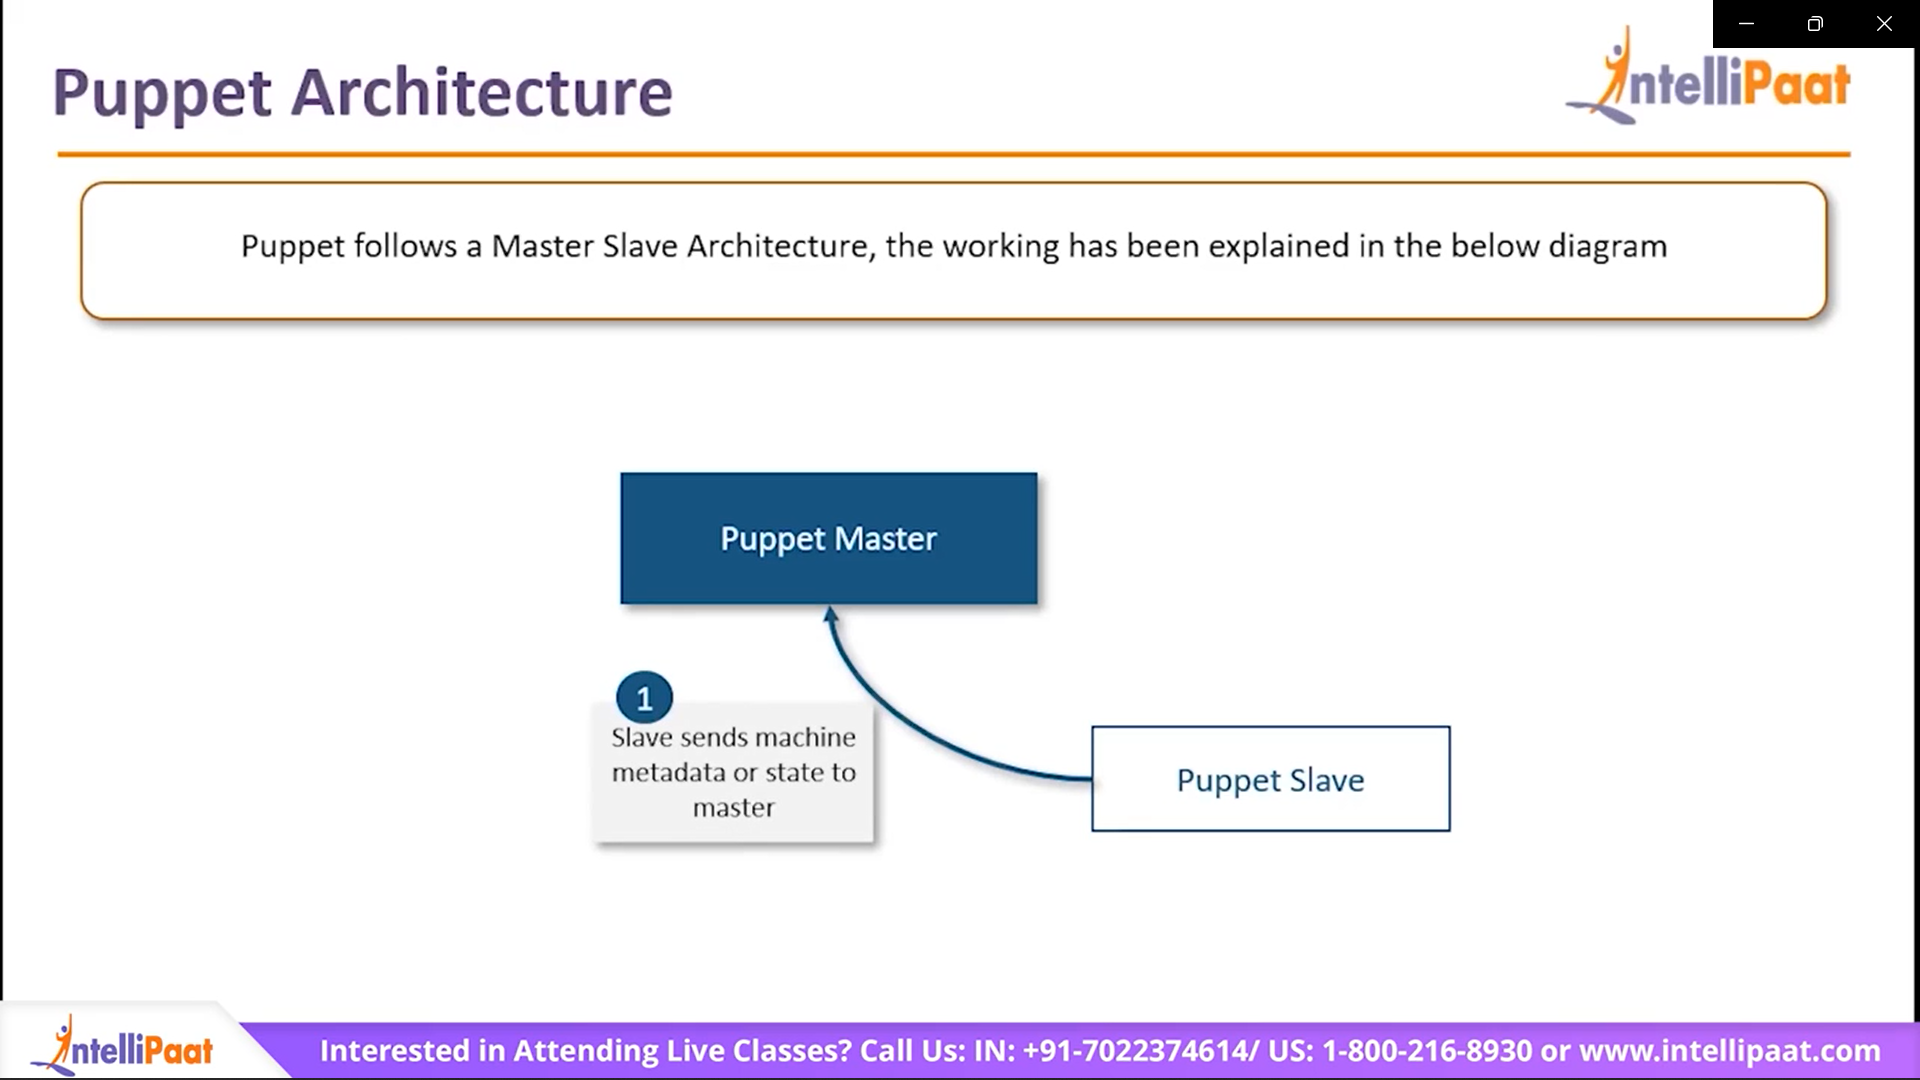 Puppet Architecture
IntelliPaat
Puppet follows a Master Slave Architecture, the working has been explained in the below diagram
Puppet Master
1
Slave sends machine
metadata or state to
master
Puppet Slave
IntelliPaat
Interested in Attending Live Classes? Call Us: IN: +91-7022374614/ US: 1-800-216-8930 or www.intellipaat.com